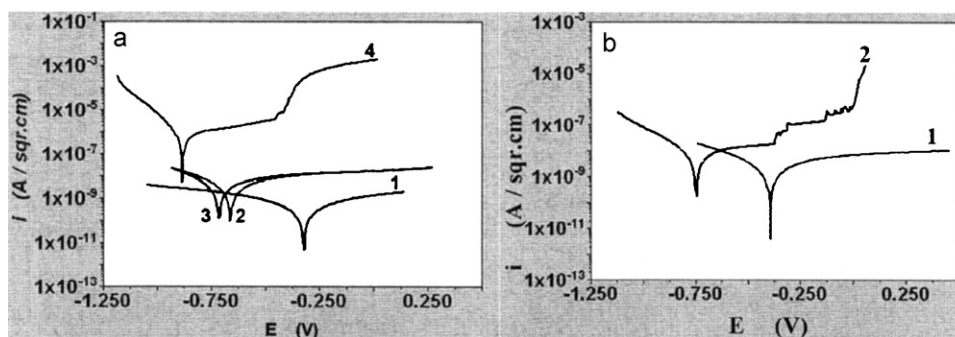 a
I (A / sqr.cm)
1x10⁻¹
1x10⁻³
1x10⁻⁵
1x10⁻⁷
1x10⁻⁹
1x10⁻¹¹
1x10⁻¹³
4
3
2
1
-1.250
-0.750
-0.250
0.250
E (V)
b
i (A / sqr.cm)
1x10⁻³
1x10⁻⁵
1x10⁻⁷
1x10⁻⁹
1x10⁻¹¹
1x10⁻¹³
2
1
-1.250
-0.750
-0.250
0.250
E (V)